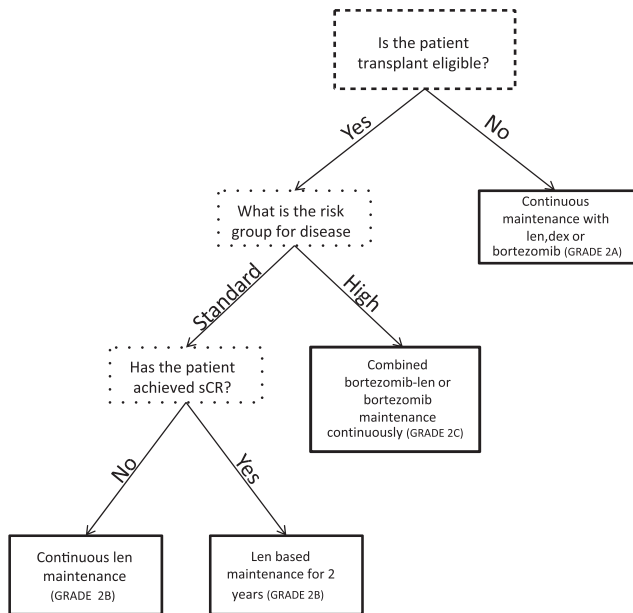 Is the patient
transplant eligible?
Yes
No
What is the risk
group for disease
Continuous
maintenance with
len,dex or
bortezomib (GRADE 2A)
Standard
High
Has the patient
achieved sCR?
Combined
bortezomib-len or
bortezomib
maintenance
continuously (GRADE 2C)
No
Yes
Continuous len
maintenance
(GRADE 2B)
Len based
maintenance for 2
years (GRADE 2B)